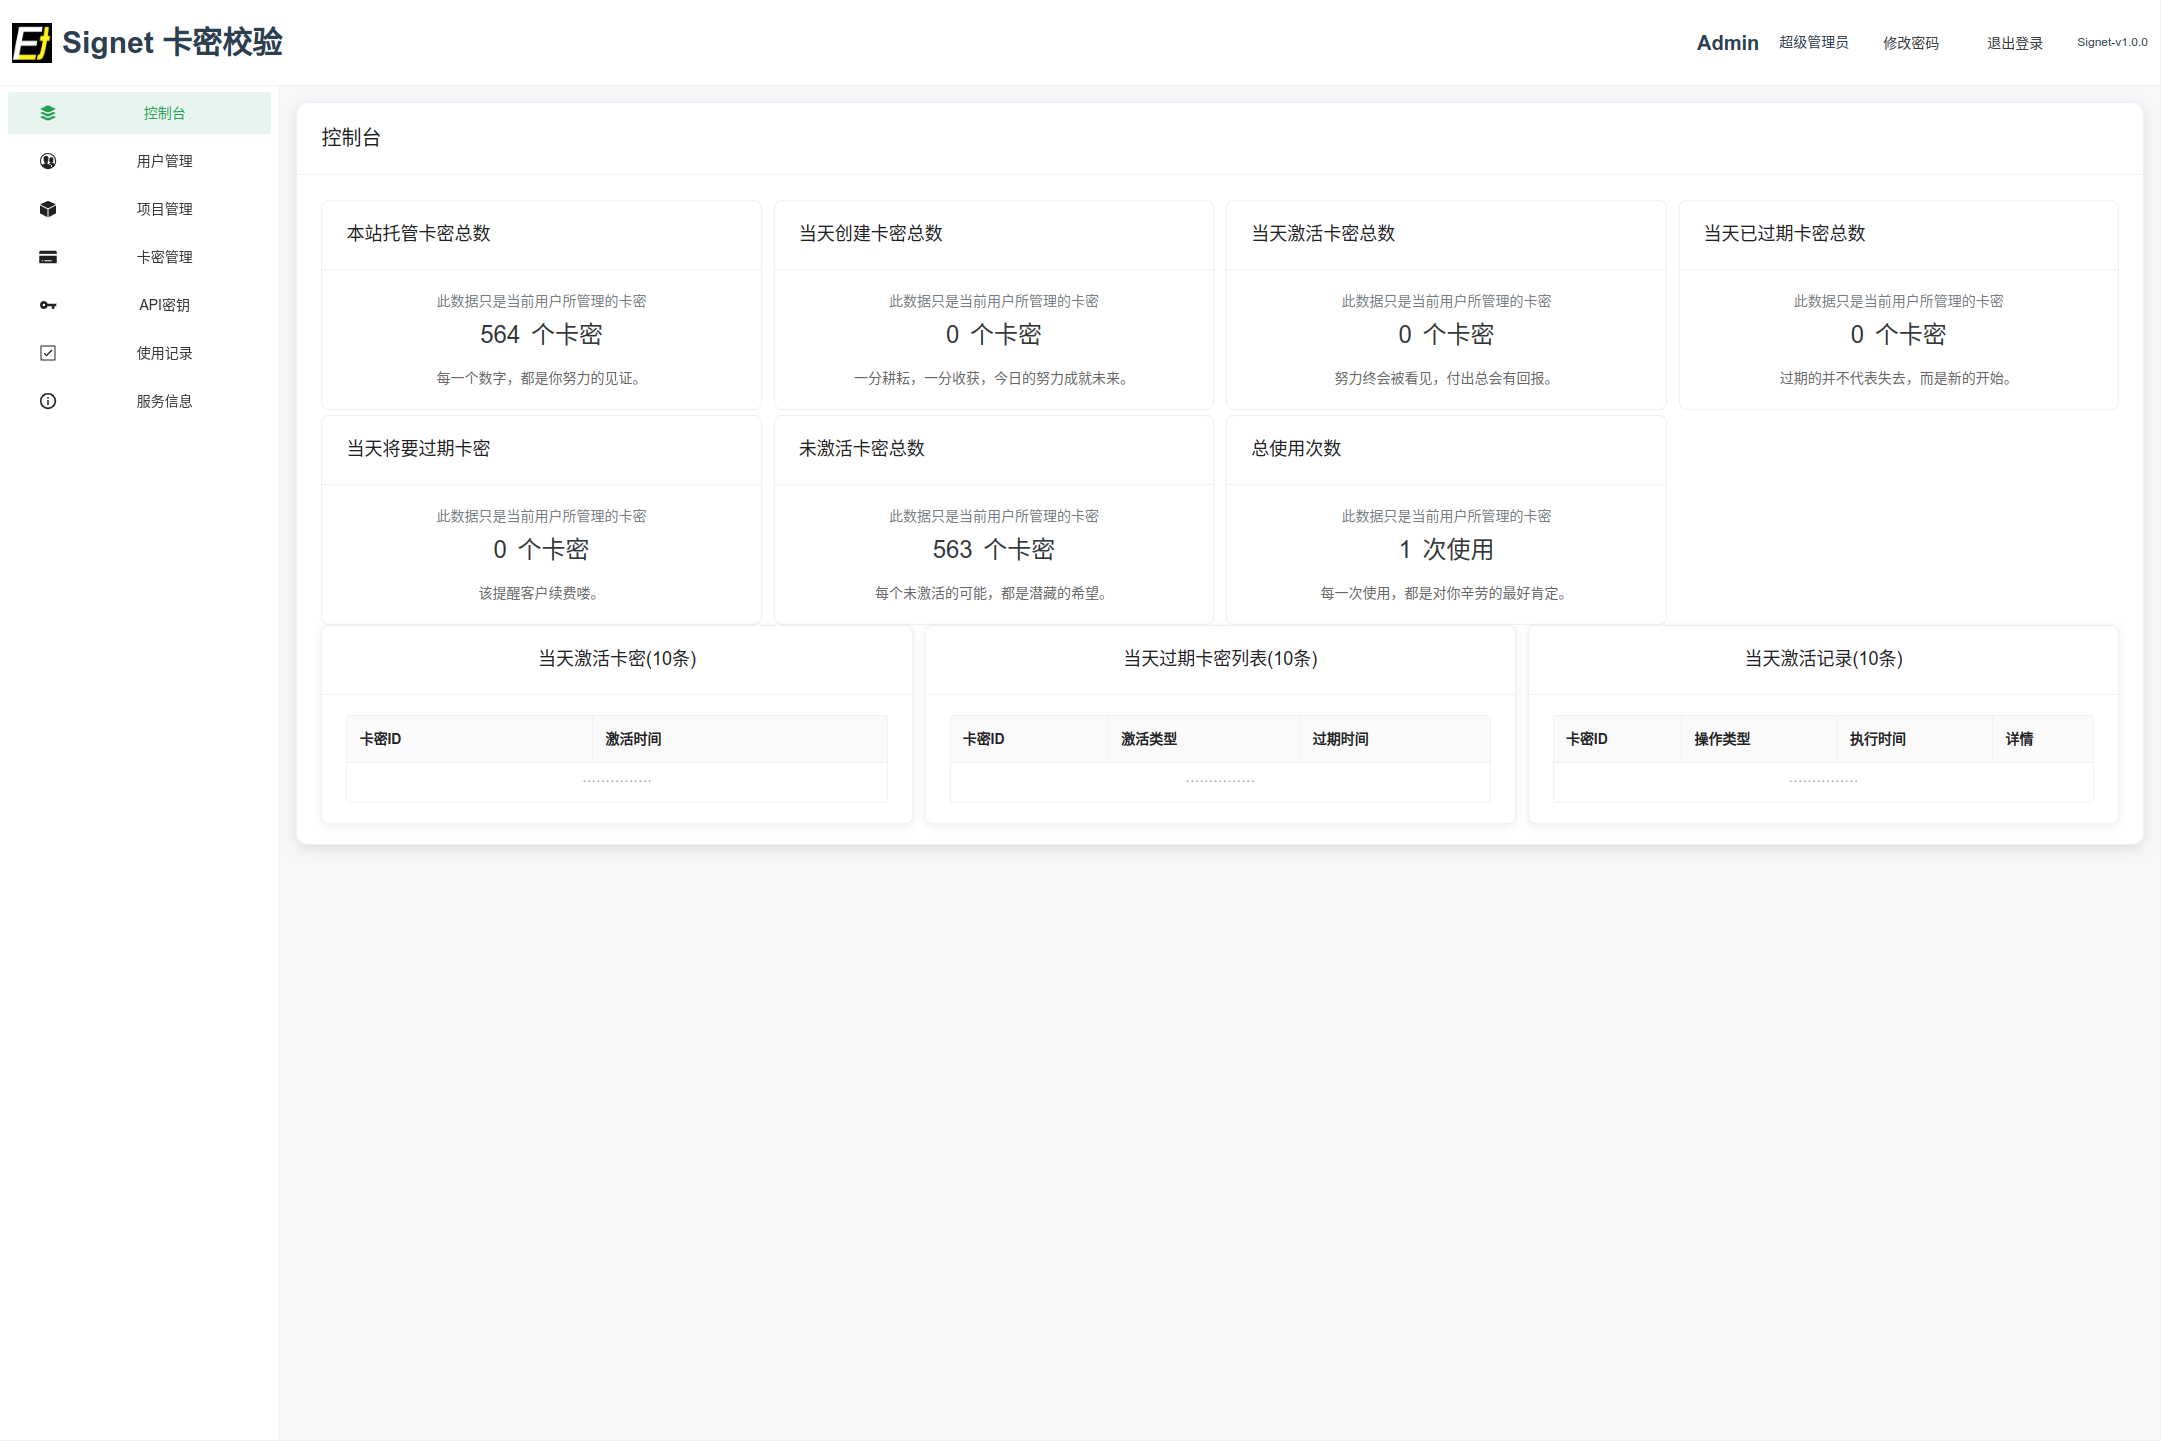 Et Signet 卡密校验
Admin 超级管理员 修改密码 退出登录 Signet-v1.0.0
控制台
用户管理
项目管理
卡密管理
API密钥
使用记录
服务信息
控制台
本站托管卡密总数
此数据只是当前用户所管理的卡密
564 个卡密
每一个数字，都是你努力的见证。
当天创建卡密总数
此数据只是当前用户所管理的卡密
0 个卡密
一分耕耘，一分收获，今日的努力成就未来。
当天激活卡密总数
此数据只是当前用户所管理的卡密
0 个卡密
努力终会被看见，付出总会有回报。
当天已过期卡密总数
此数据只是当前用户所管理的卡密
0 个卡密
过期的并不代表失去，而是新的开始。
当天将要过期卡密
此数据只是当前用户所管理的卡密
0 个卡密
该提醒客户续费喽。
未激活卡密总数
此数据只是当前用户所管理的卡密
563 个卡密
每个未激活的可能，都是潜藏的希望。
总使用次数
此数据只是当前用户所管理的卡密
1 次使用
每一次使用，都是对你辛劳的最好肯定。
当天激活卡密(10条)
卡密ID 激活时间
...............
当天过期卡密列表(10条)
卡密ID 激活类型 过期时间
...............
当天激活记录(10条)
卡密ID 操作类型 执行时间 详情
...............